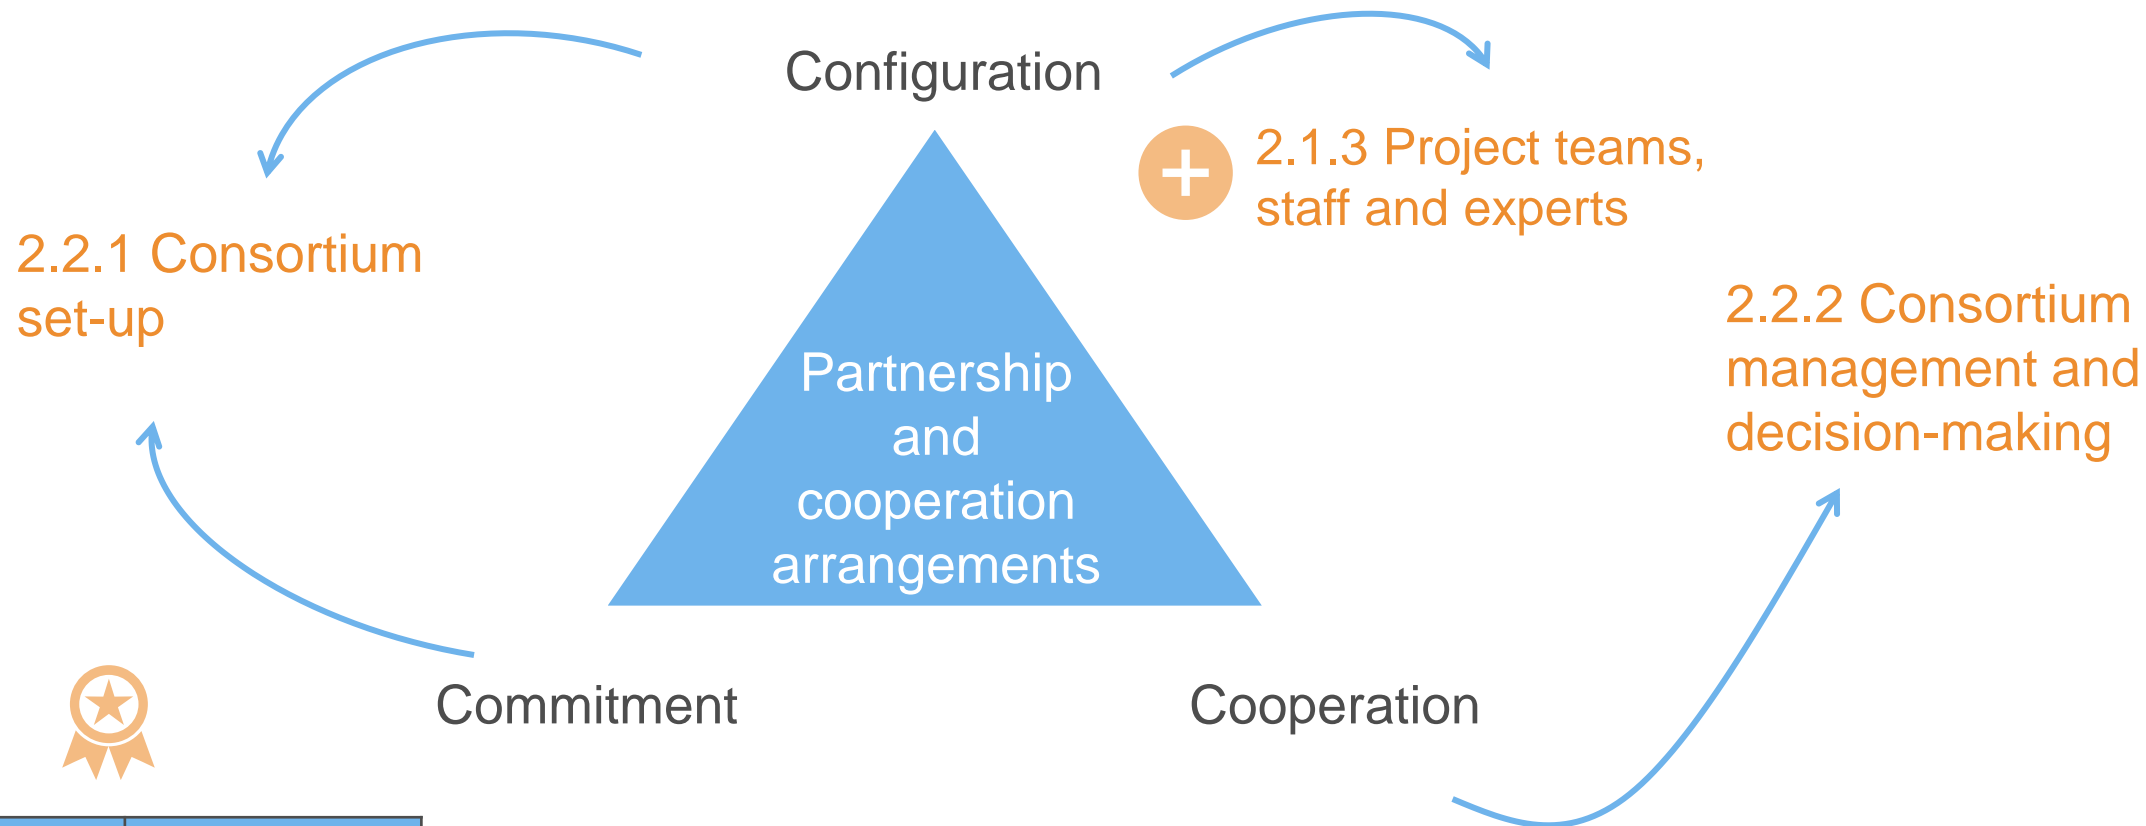 Configuration
2.1.3 Project teams,
staff and experts
2.2.1 Consortium
set-up
2.2.2 Consortium
management and
decision-making
Partnership
and
cooperation
arrangements
Commitment
Cooperation